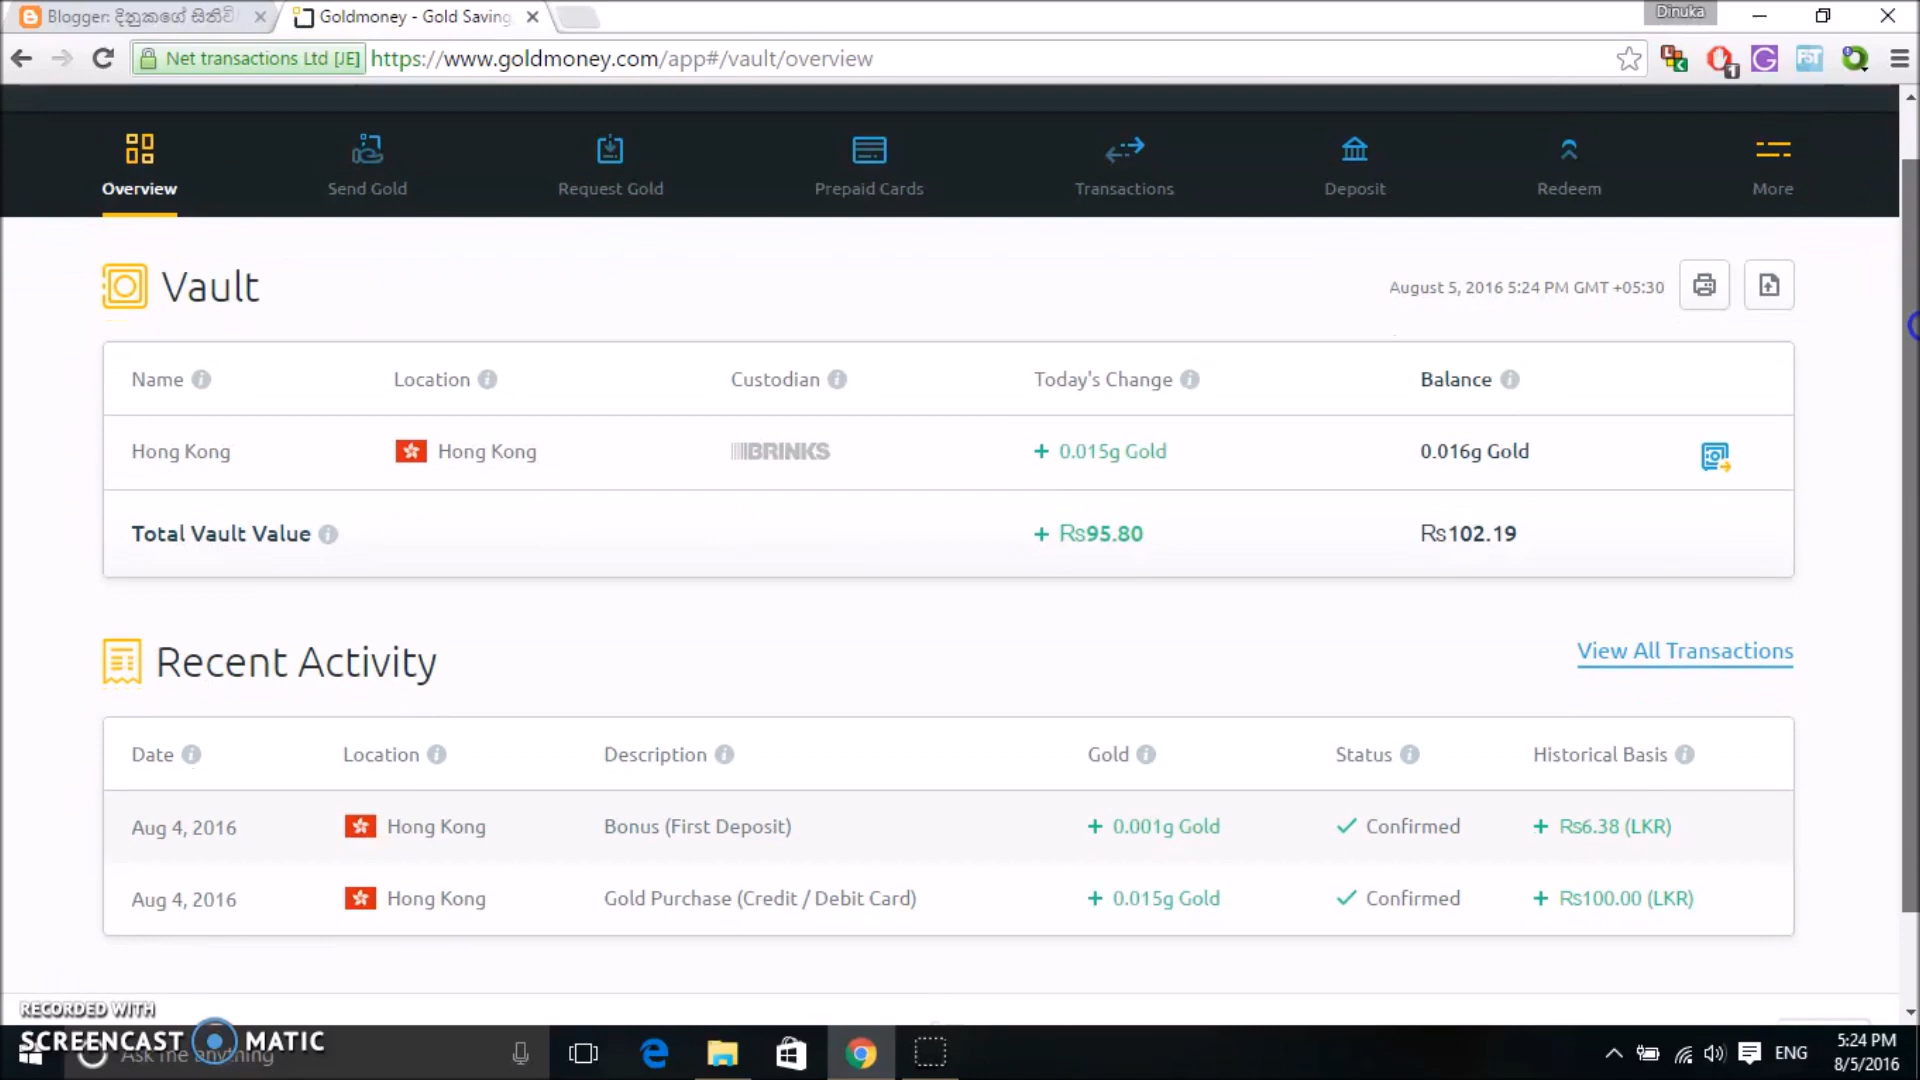 Blogger: දිනුකගේ සිතිවි
Goldmoney - Gold Saving
Dinuka
Net transactions Ltd [JE] https://www.goldmoney.com/app#/vault/overview
1
Overview
Send Gold
Request Gold
Prepaid Cards
Transactions
Deposit
Redeem
More
Vault
August 5, 2016 5:24 PM GMT +05:30
Name Location Custodian Today's Change Balance
Hong Kong Hong Kong BRINKS + 0.015g Gold 0.016g Gold
Total Vault Value + Rs95.80 Rs102.19
Recent Activity
View All Transactions
Date Location Description Gold Status Historical Basis
Aug 4, 2016 Hong Kong Bonus (First Deposit) + 0.001g Gold Confirmed + Rs6.38 (LKR)
Aug 4, 2016 Hong Kong Gold Purchase (Credit / Debit Card) + 0.015g Gold Confirmed + Rs100.00 (LKR)
RECORDED WITH
SCREENCAST MATIC
Ask me anything
ENG
5:24 PM
8/5/2016